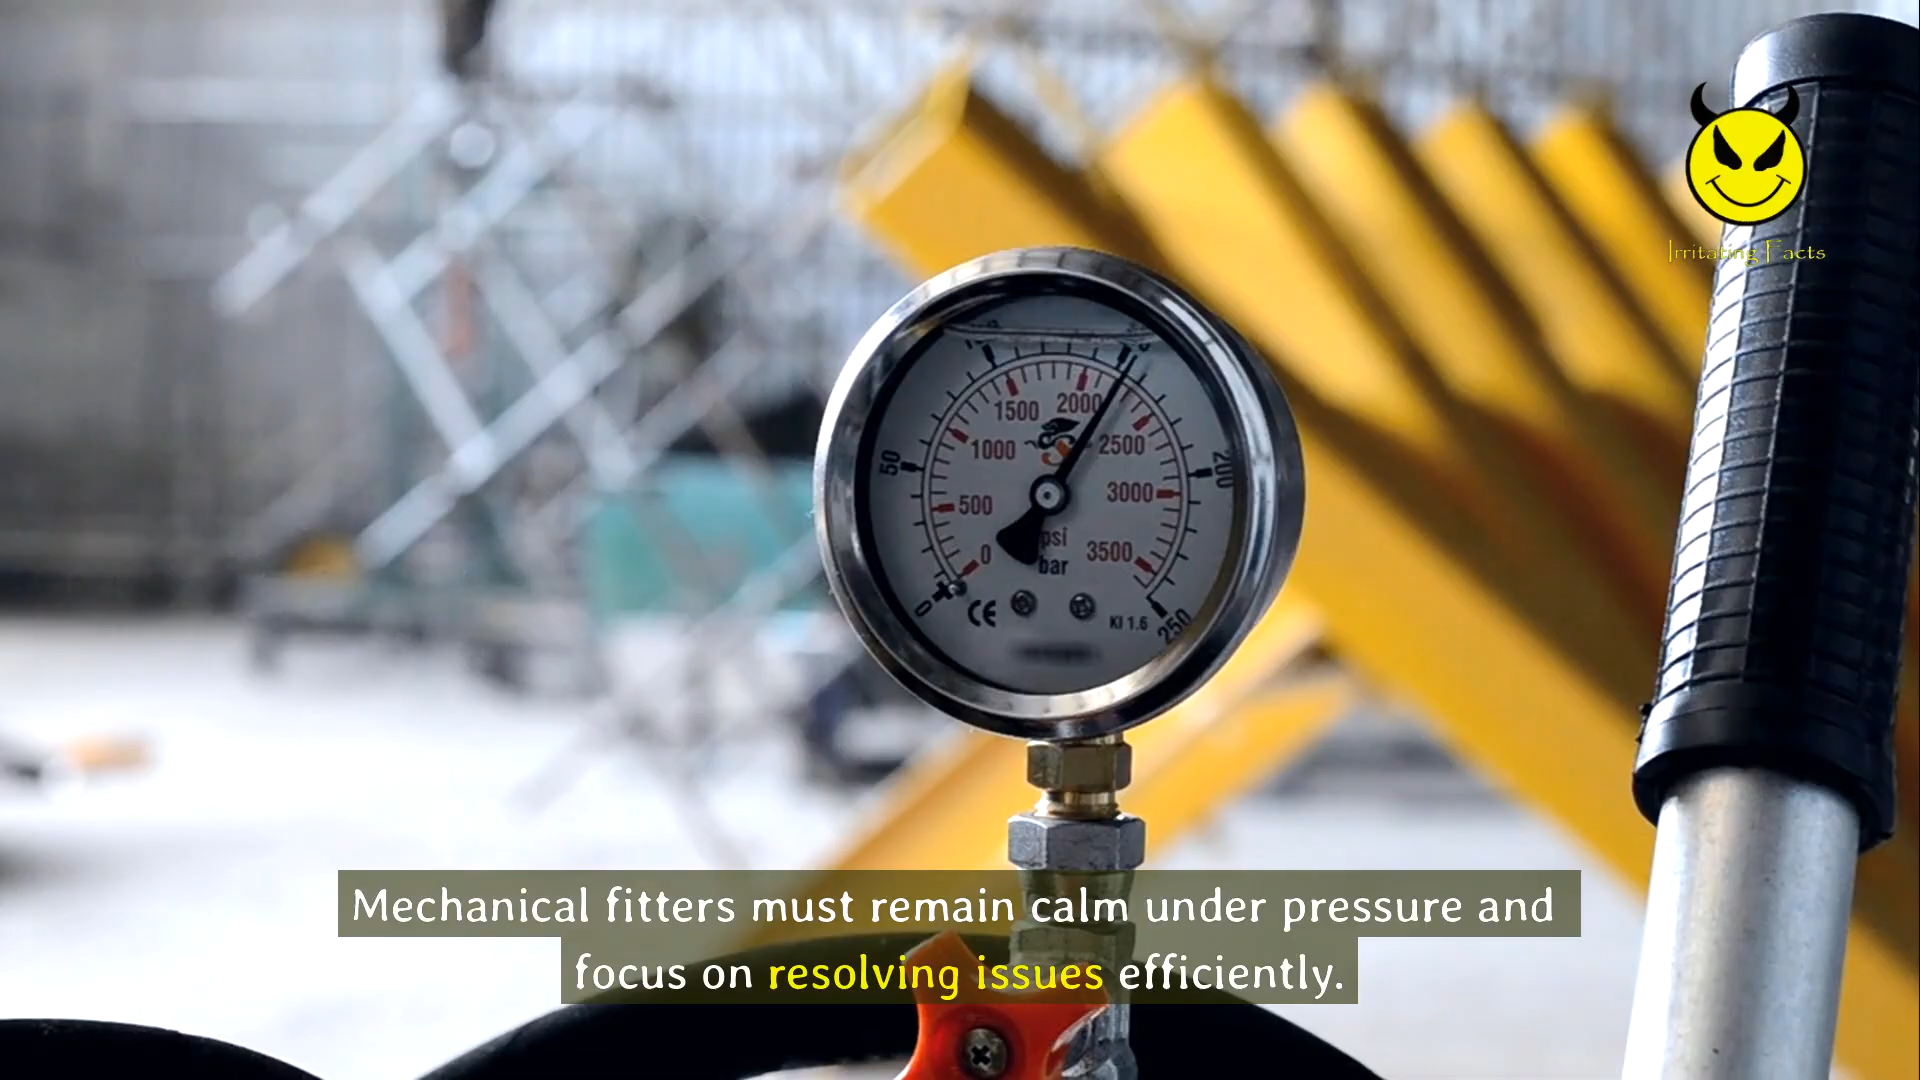 Irritating Facts
1500
2000
1000
2500
50
200
500
3000
psi
0
3500
bar
0
CE
KI 1.6
250
Mechanical fitters must remain calm under pressure and
focus on resolving issues efficiently.